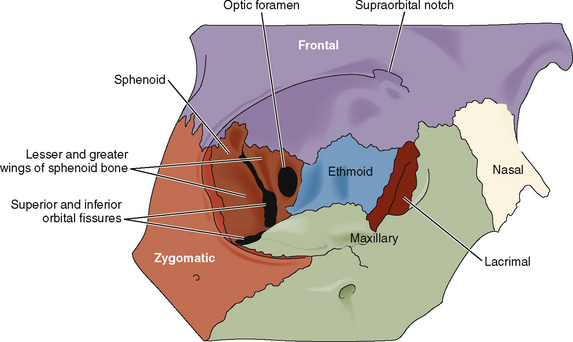 Optic foramen
Supraorbital notch
Frontal
Sphenoid
Lesser and greater
wings of sphenoid bone
Ethmoid
Nasal
Superior and inferior
orbital fissures
Maxillary
Zygomatic
Lacrimal